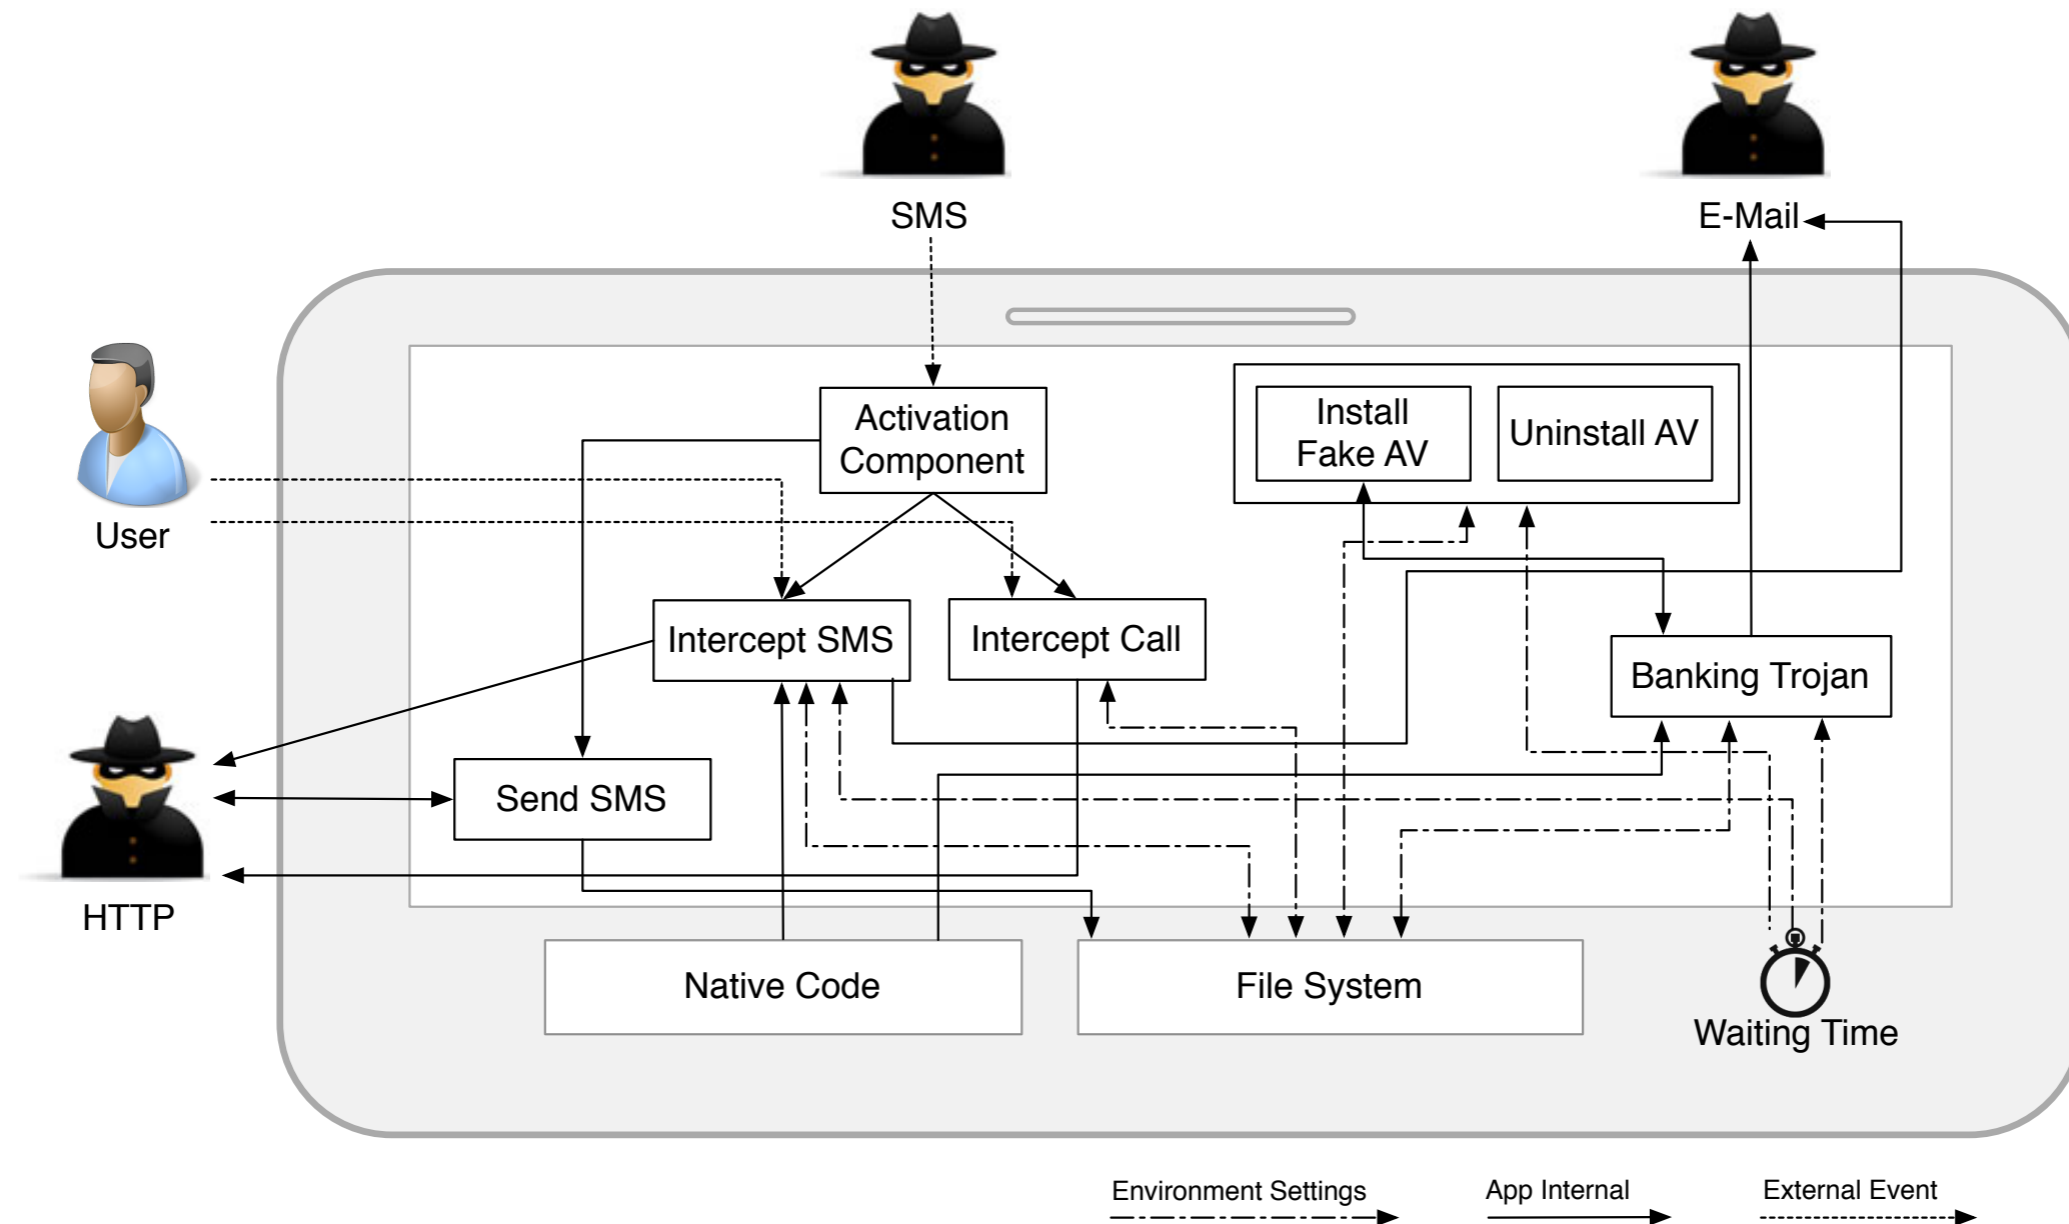 SMS
E-Mail
Activation
Component
Install
Fake AV
Uninstall AV
User
Intercept SMS
Intercept Call
Banking Trojan
Send SMS
HTTP
Native Code
File System
Waiting Time
Environment Settings
App Internal
External Event